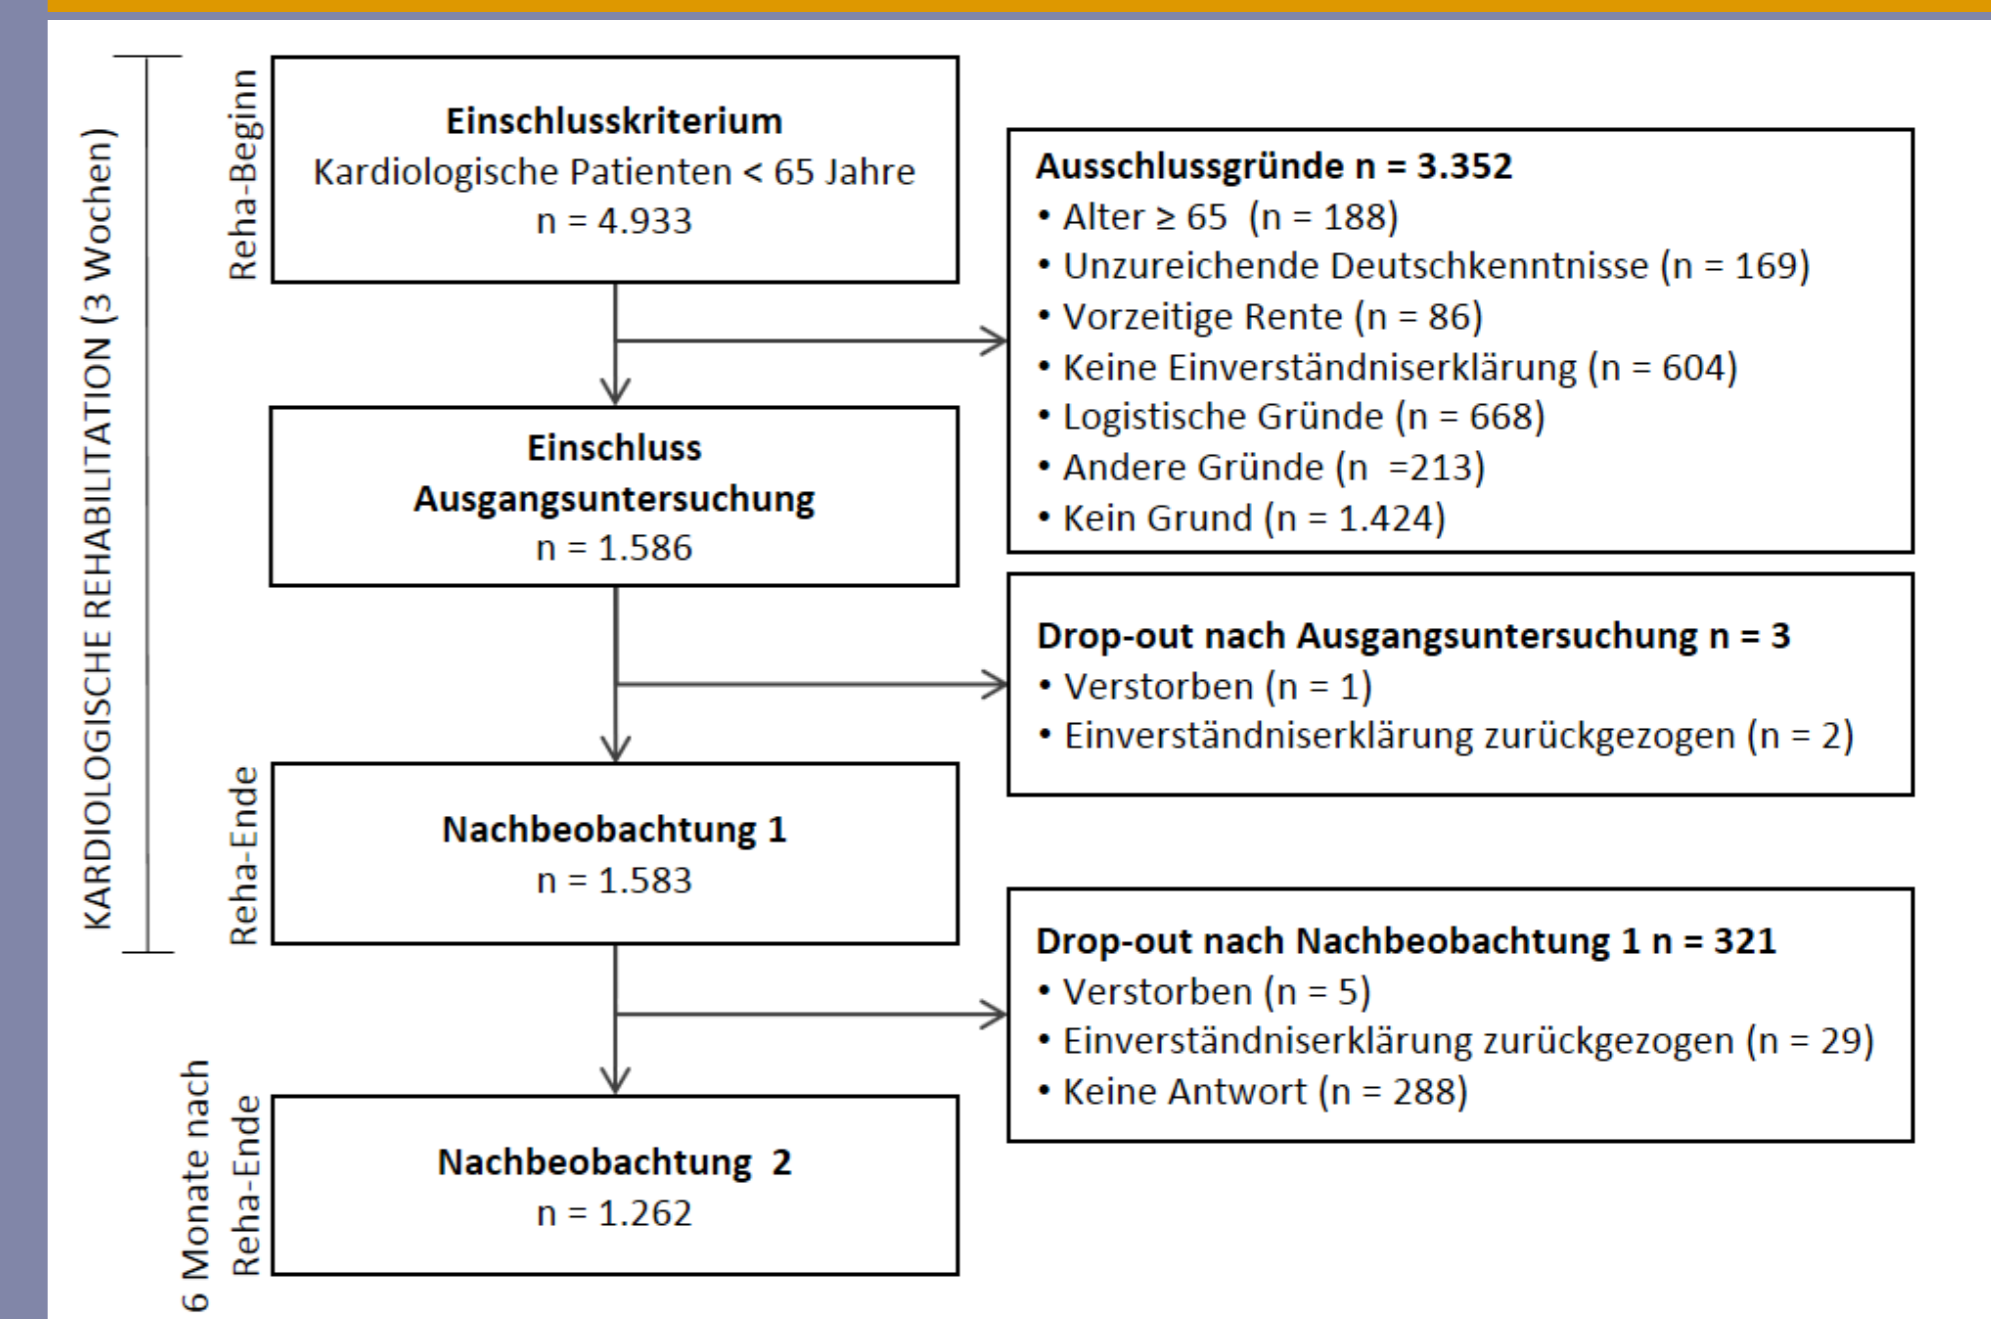 KARDIOLOGISCHE REHABILITATION (3 Wochen)
Reha-Beginn
Einschlusskriterium
Kardiologische Patienten < 65 Jahre
n = 4.933
Ausschlussgründe n = 3.352
• Alter ≥ 65 (n = 188)
• Unzureichende Deutschkenntnisse (n = 169)
• Vorzeitige Rente (n = 86)
• Keine Einverständniserklärung (n = 604)
• Logistische Gründe (n = 668)
• Andere Gründe (n =213)
• Kein Grund (n = 1.424)
Einschluss
Ausgangsuntersuchung
n = 1.586
Drop-out nach Ausgangsuntersuchung n = 3
• Verstorben (n = 1)
• Einverständniserklärung zurückgezogen (n = 2)
Reha-Ende
Nachbeobachtung 1
n = 1.583
Drop-out nach Nachbeobachtung 1 n = 321
• Verstorben (n = 5)
• Einverständniserklärung zurückgezogen (n = 29)
• Keine Antwort (n = 288)
6 Monate nach
Reha-Ende
Nachbeobachtung 2
n = 1.262